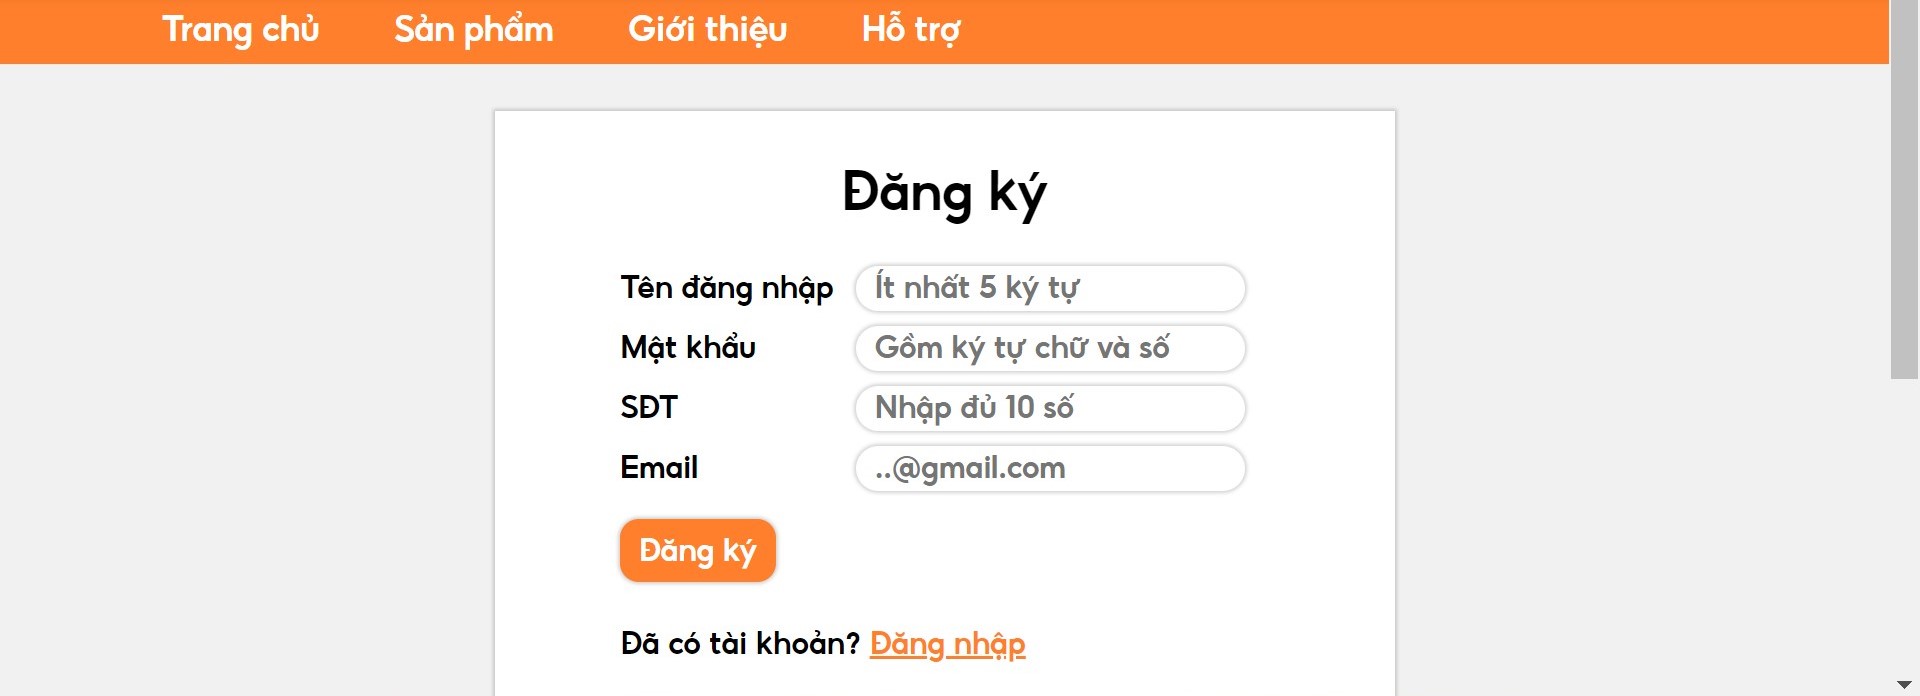 Trang chủ Sản phẩm Giới thiệu Hỗ trợ
Đăng ký
Tên đăng nhập Ít nhất 5 ký tự
Mật khẩu Gồm ký tự chữ và số
SĐT Nhập đủ 10 số
Email ..@gmail.com
Đăng ký
Đã có tài khoản? Đăng nhập